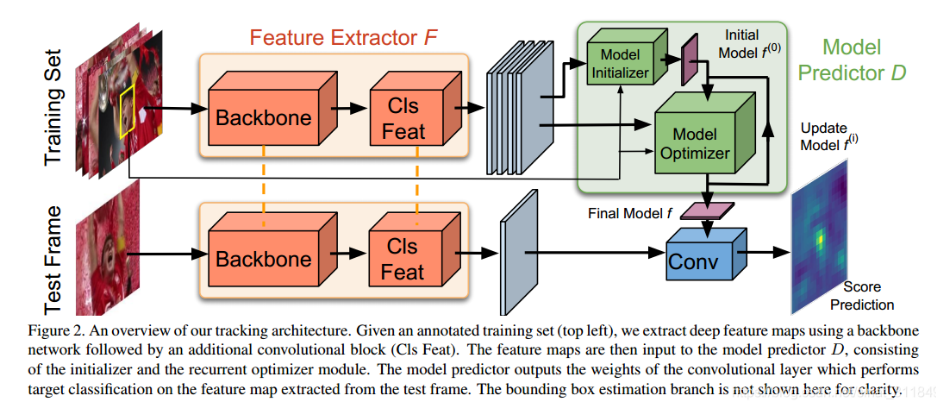 Training Set
Feature Extractor F
Backbone
Cls
Feat
Model
Initializer
Initial
Model f(0)
Model
Predictor D
Model
Optimizer
Update
Model f(i)
Test Frame
Backbone
Cls
Feat
Final Model f
Conv
Score
Prediction
Figure 2. An overview of our tracking architecture. Given an annotated training set (top left), we extract deep feature maps using a backbone
network followed by an additional convolutional block (Cls Feat). The feature maps are then input to the model predictor D, consisting
of the initializer and the recurrent optimizer module. The model predictor outputs the weights of the convolutional layer which performs
target classification on the feature map extracted from the test frame. The bounding box estimation branch is not shown here for clarity.